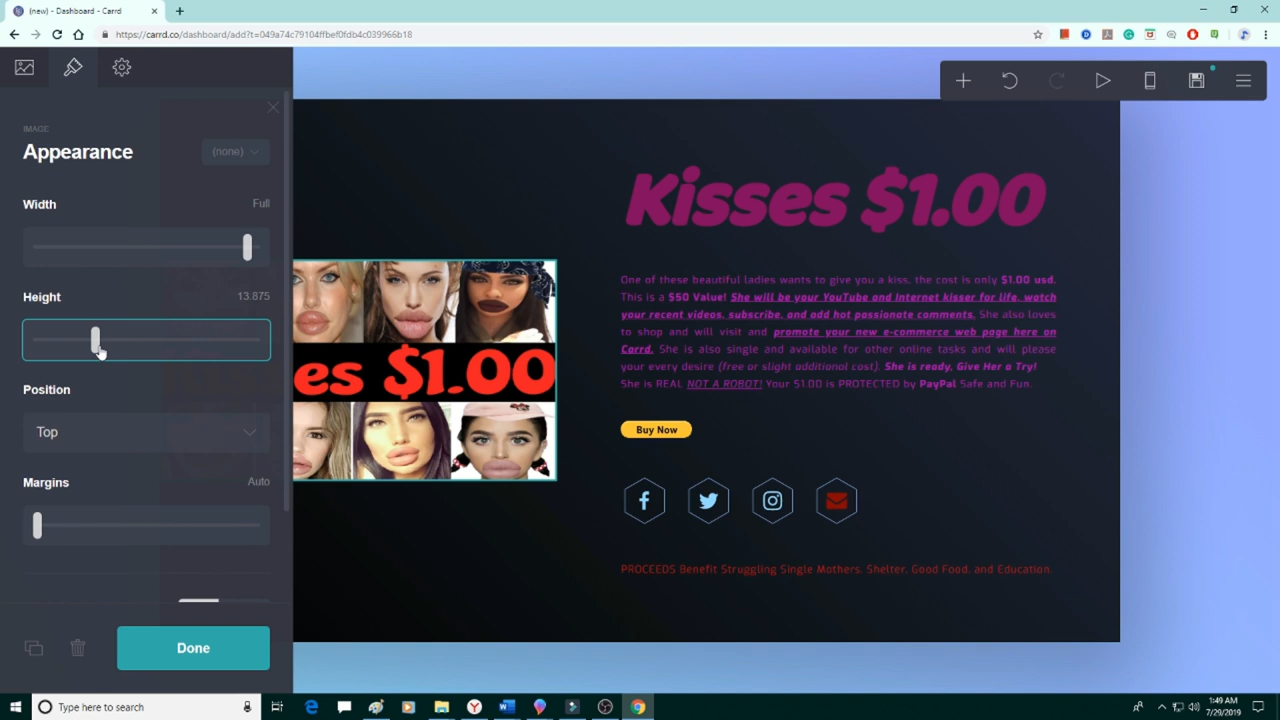 (new) - Dashboard - Carrd
https://carrd.co/dashboard/add?t=049a74c79104ffbef0fdb4c039966b18
IMAGE
Appearance
(none)
Width
Full
Height
13.875
Position
Top
Margins
Auto
Done
es $1.00
Kisses $1.00
One of these beautiful ladies wants to give you a kiss, the cost is only $1.00 usd.
This is a $50 Value! She will be your YouTube and Internet kisser for life, watch
your recent videos, subscribe, and add hot passionate comments. She also loves
to shop and will visit and promote your new e-commerce web page here on
Carrd. She is also single and available for other online tasks and will please
your every desire (free or slight additional cost). She is ready, Give Her a Try!
She is REAL NOT A ROBOT! Your $1.00 is PROTECTED by PayPal Safe and Fun.
Buy Now
PROCEEDS Benefit Struggling Single Mothers. Shelter, Good Food, and Education.
Type here to search
1:49 AM
7/29/2019